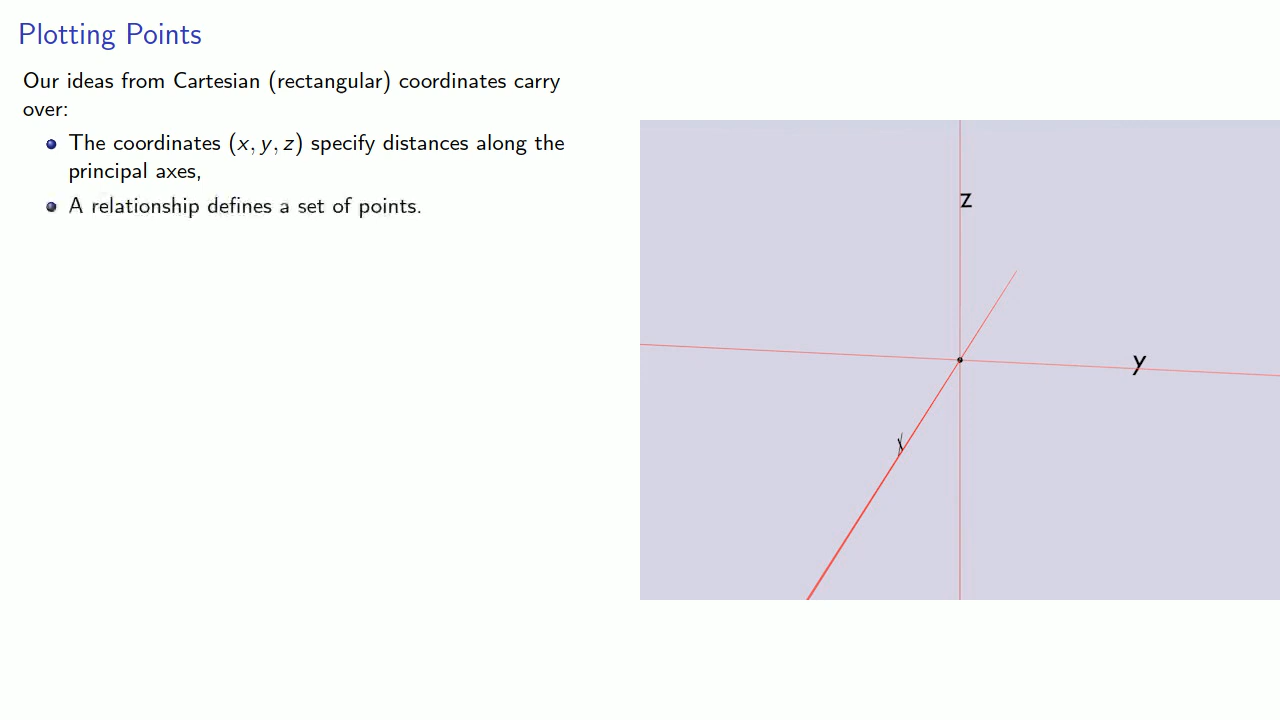 Plotting Points
Our ideas from Cartesian (rectangular) coordinates carry
over:
The coordinates (x, y, z) specify distances along the
principal axes,
A relationship defines a set of points.
z
y